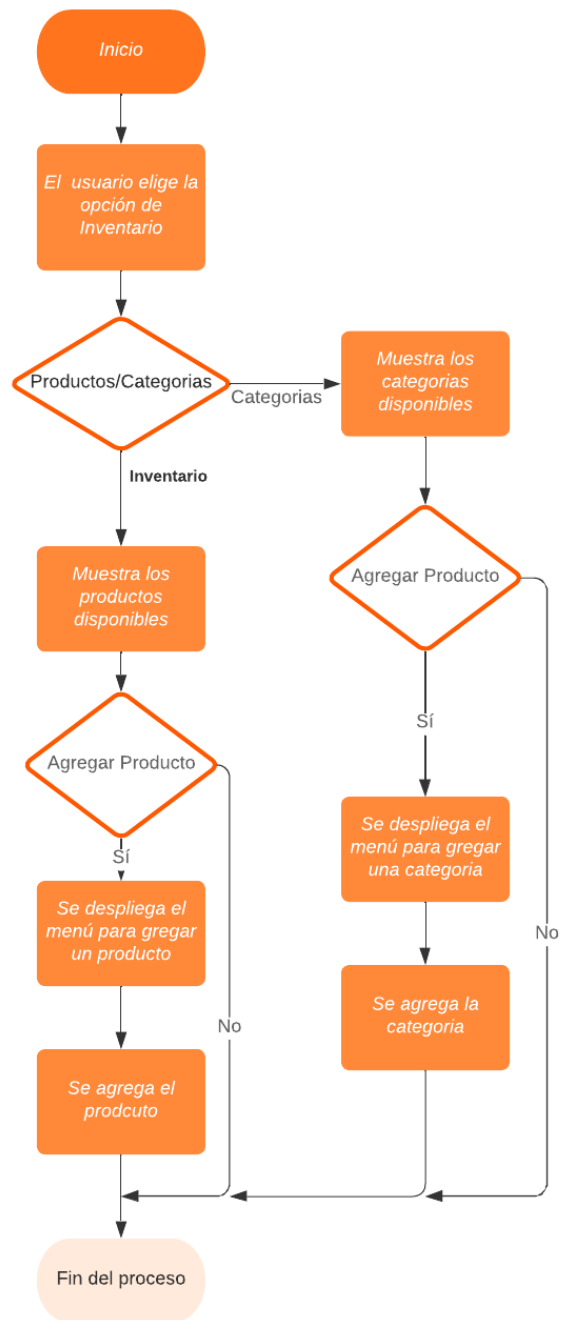 Inicio
El  usuario elige la
opción de
Inventario
Productos/Categorias
Categorias
Muestra los
categorias
disponibles
Inventario
Muestra los
productos
disponibles
Agregar Producto
Sí
Se despliega el
menú para gregar
una categoria
No
Se agrega la
categoria
Agregar Producto
Sí
Se despliega el
menú para gregar
un producto
No
Se agrega el
prodcuto
Fin del proceso